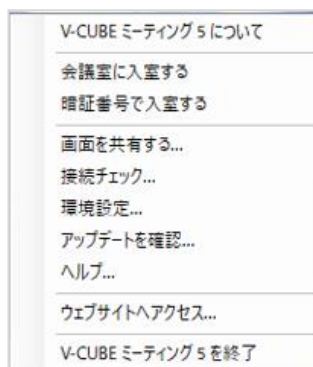 V-CUBE ミーティング 5 について
会議室に入室する
暗証番号で入室する
画面を共有する...
接続チェック...
環境設定...
アップデートを確認...
ヘルプ...
ウェブサイトへアクセス...
V-CUBE ミーティング 5 を終了